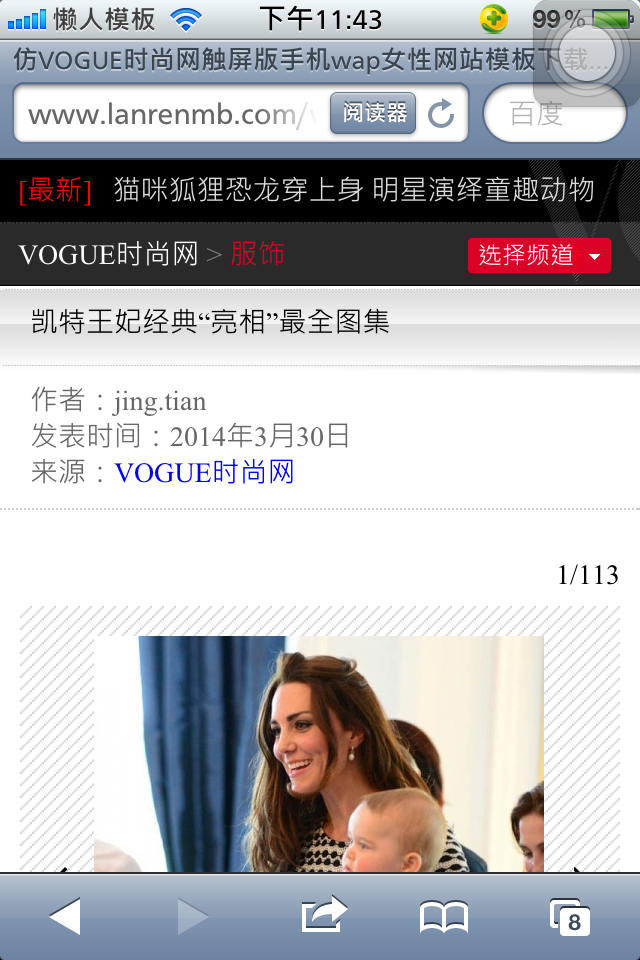 懒人模板 下午11:43 99%
仿VOGUE时尚网触屏版手机wap女性网站模板下载...
www.lanrenmb.com/ 阅读器 百度
[最新] 猫咪狐狸恐龙穿上身 明星演绎童趣动物
VOGUE时尚网 > 服饰 选择频道
凯特王妃经典“亮相”最全图集
作者：jing.tian
发表时间：2014年3月30日
来源：VOGUE时尚网
1/113
8